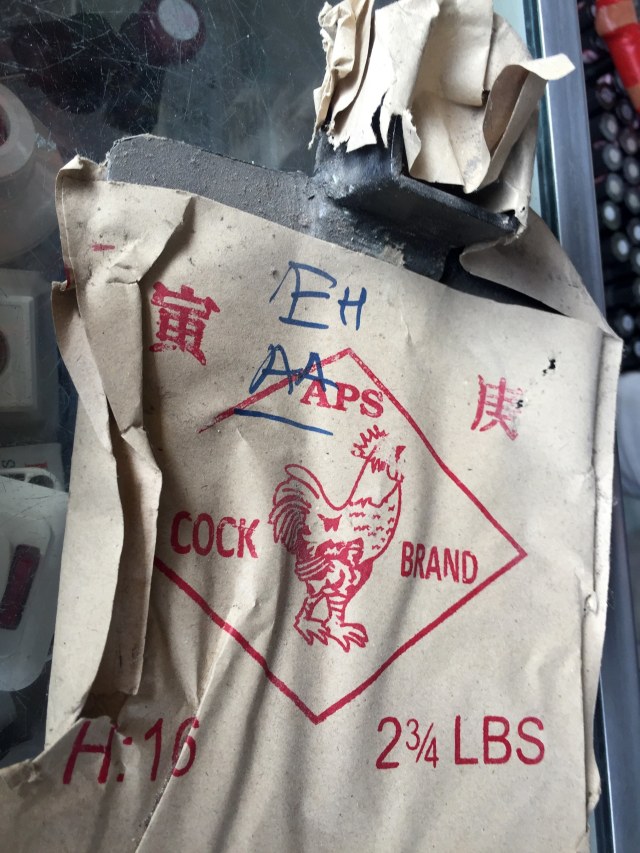 EH
寅
AA
APS
庚
COCK BRAND
H:16 2¾ LBS